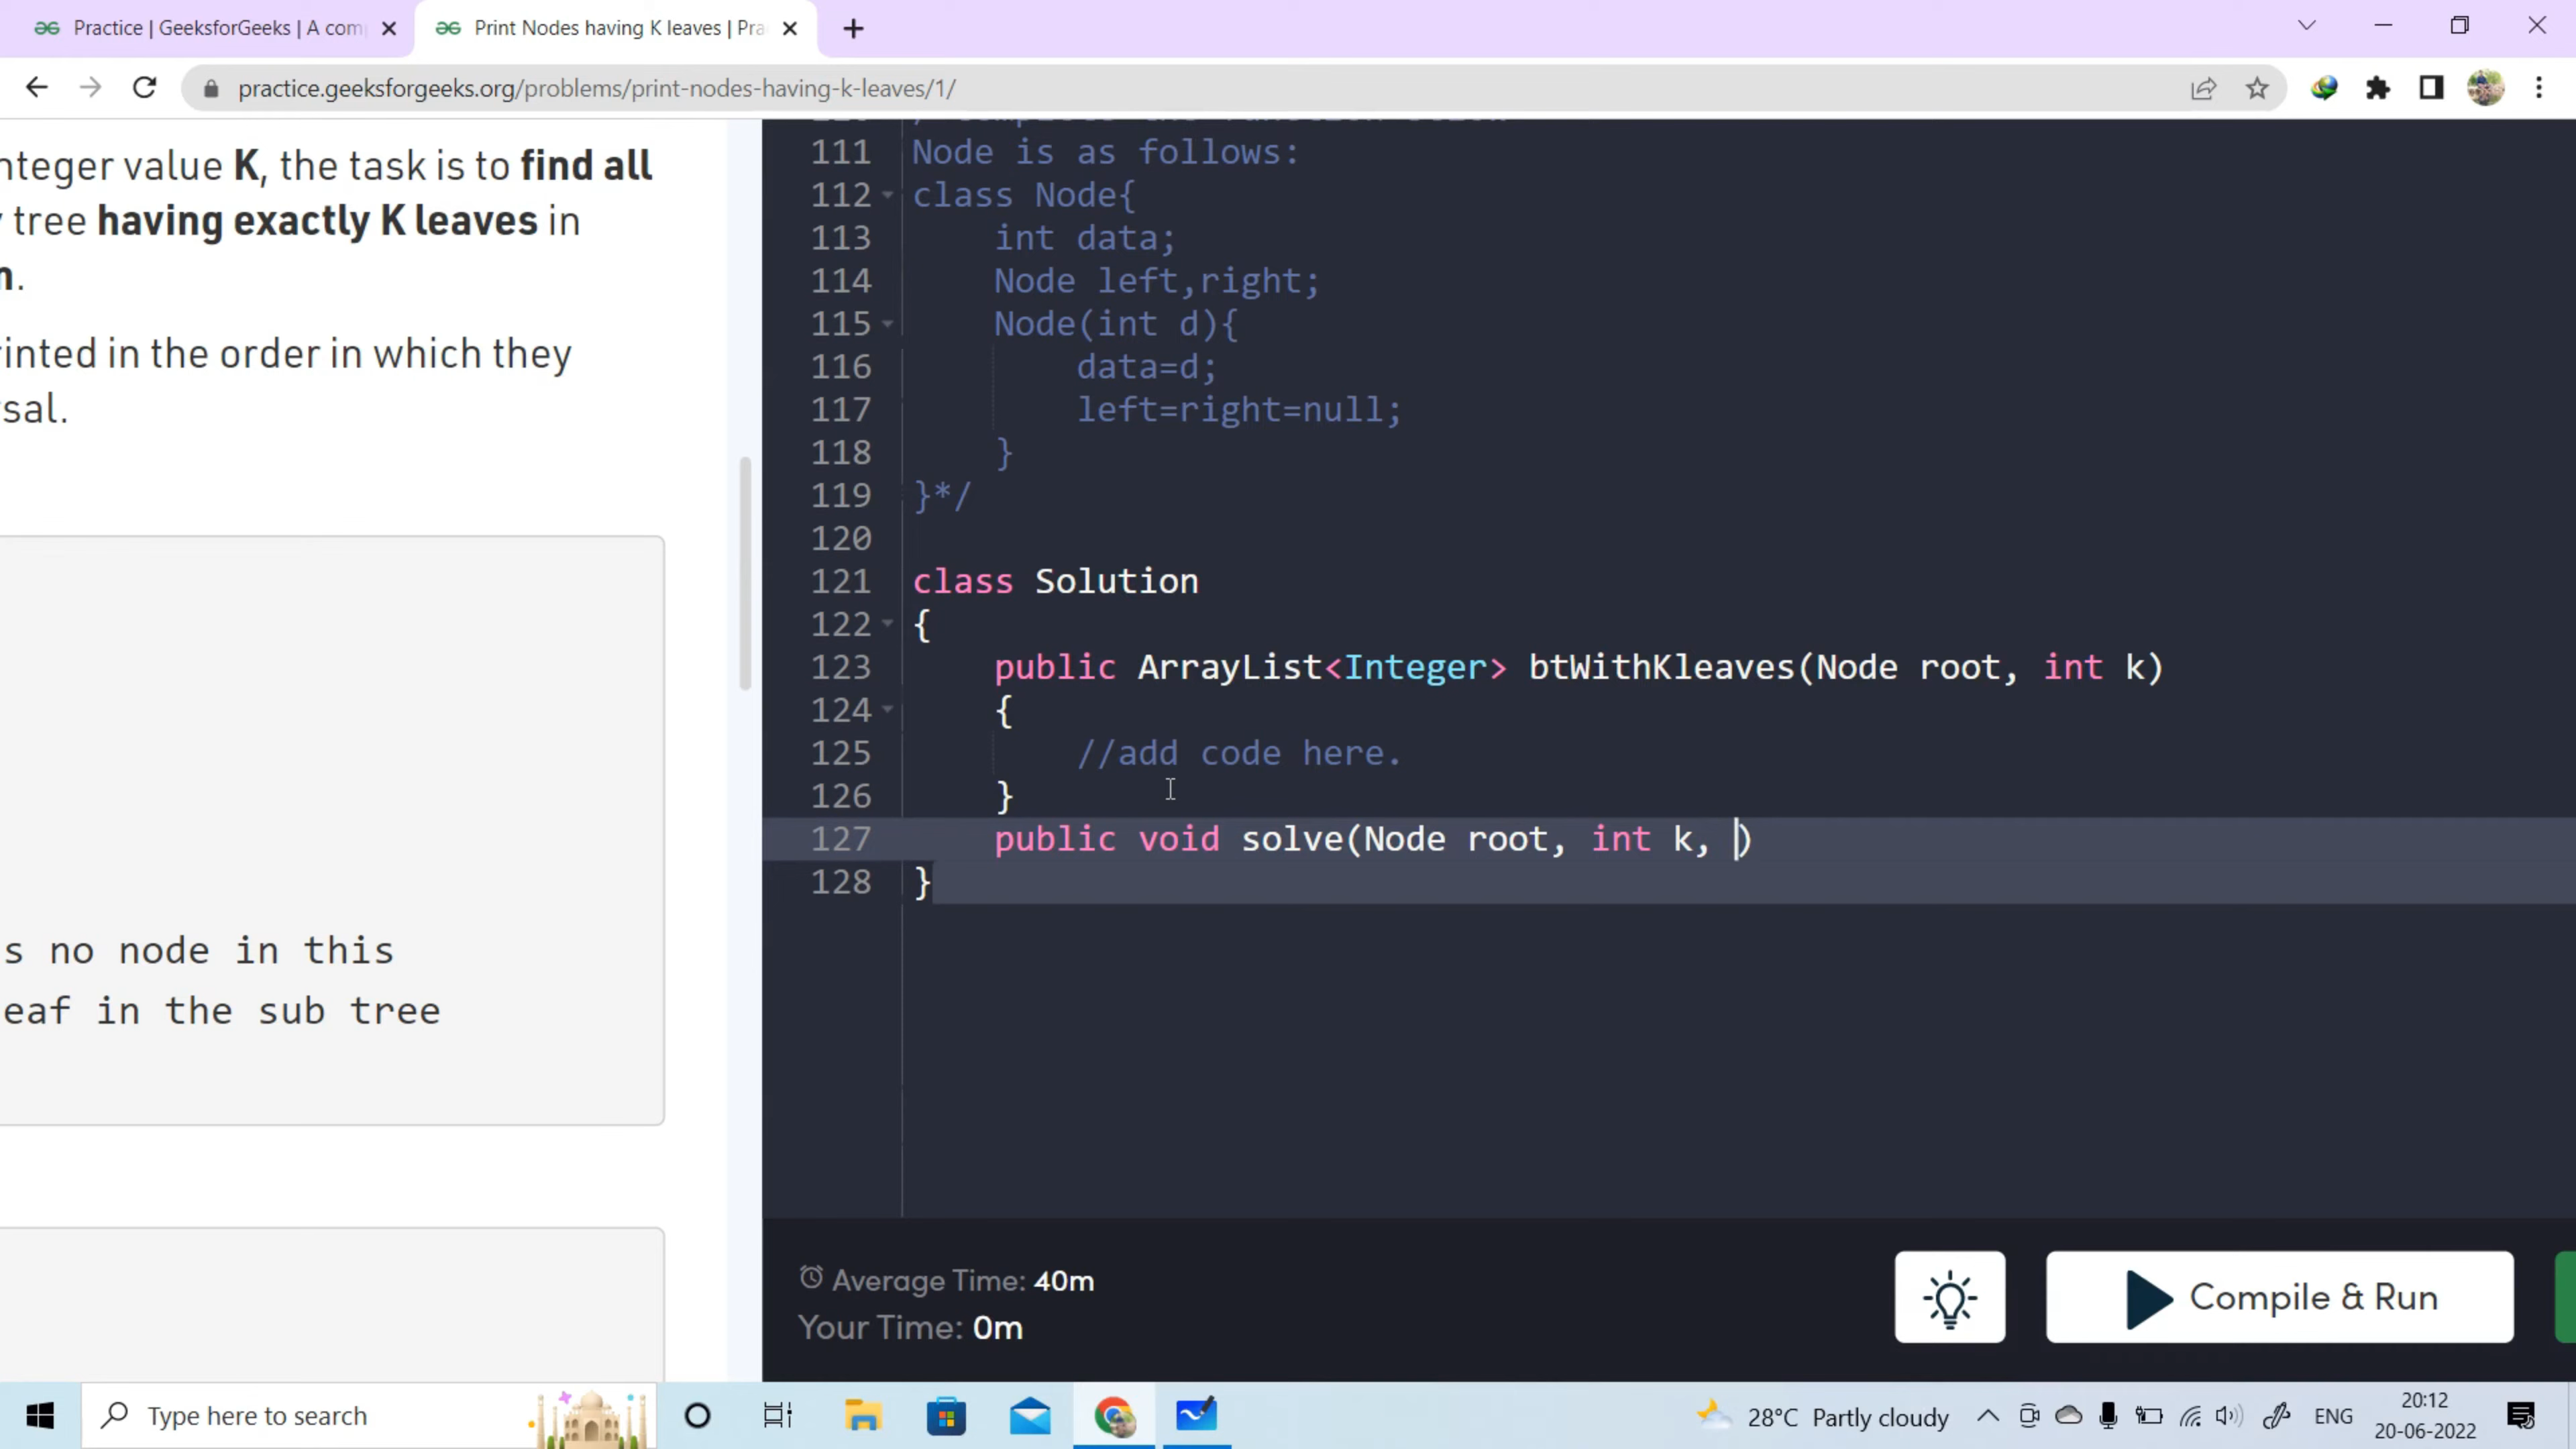 Practice | GeeksforGeeks | A com
Print Nodes having K leaves | Pra
practice.geeksforgeeks.org/problems/print-nodes-having-k-leaves/1/
nteger value K, the task is to find all
tree having exactly K leaves in
n.
rinted in the order in which they
sal.
s no node in this
eaf in the sub tree
111 Node is as follows:
112 class Node{
113 int data;
114 Node left,right;
115 Node(int d){
116 data=d;
117 left=right=null;
118 }
119 }*/
120
121 class Solution
122 {
123 public ArrayList<Integer> btWithKleaves(Node root, int k)
124 {
125 //add code here.
126 }
127 public void solve(Node root, int k, )
128 }
Average Time: 40m
Your Time: 0m
Compile & Run
Type here to search
28°C Partly cloudy
ENG
20:12
20-06-2022